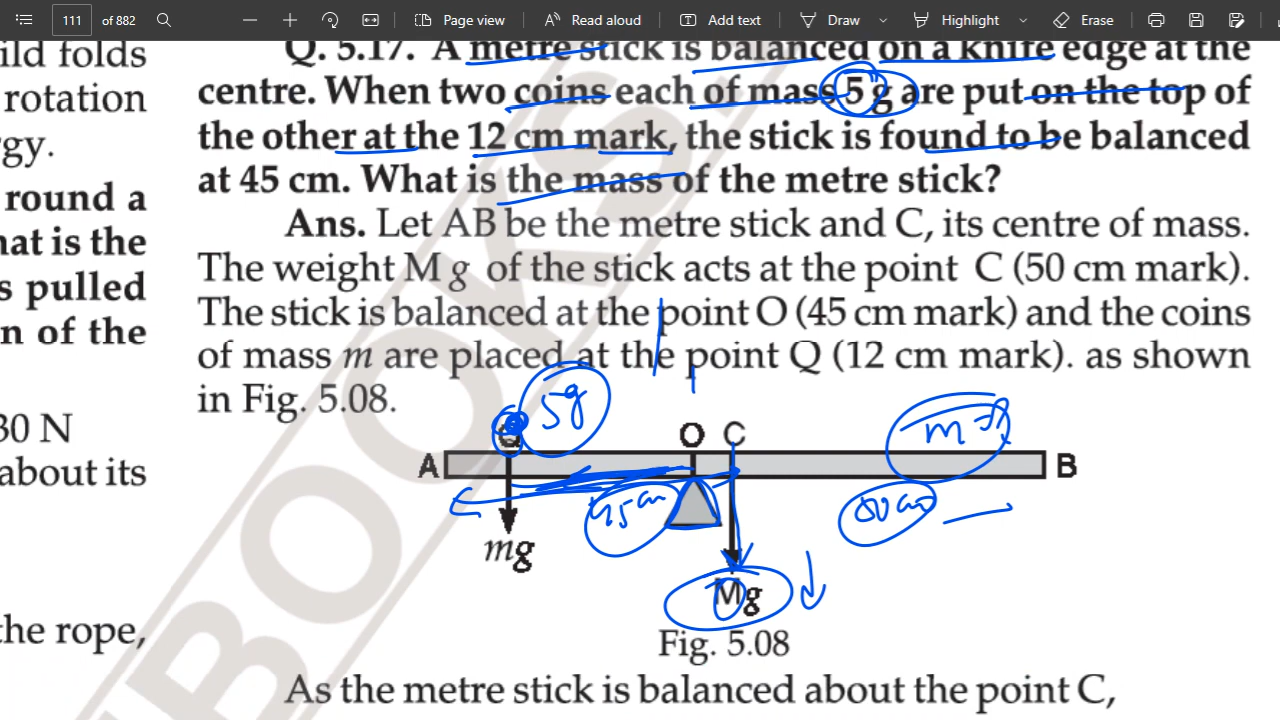 111 of 882
Page view
Read aloud
Add text
Draw
Highlight
Erase
ild folds
rotation
gy.
round a
hat is the
s pulled
n of the
30 N
about its
the rope,
Q. 5.17. A metre stick is balanced on a knife edge at the
centre. When two coins each of mass 5 g are put on the top of
the other at the 12 cm mark, the stick is found to be balanced
at 45 cm. What is the mass of the metre stick?
Ans. Let AB be the metre stick and C, its centre of mass.
The weight M g of the stick acts at the point C (50 cm mark).
The stick is balanced at the point O (45 cm mark) and the coins
of mass m are placed at the point Q (12 cm mark). as shown
in Fig. 5.08.
5g
O C
A
B
45 cm
mg
Mg
Fig. 5.08
As the metre stick is balanced about the point C,
BOOKS.